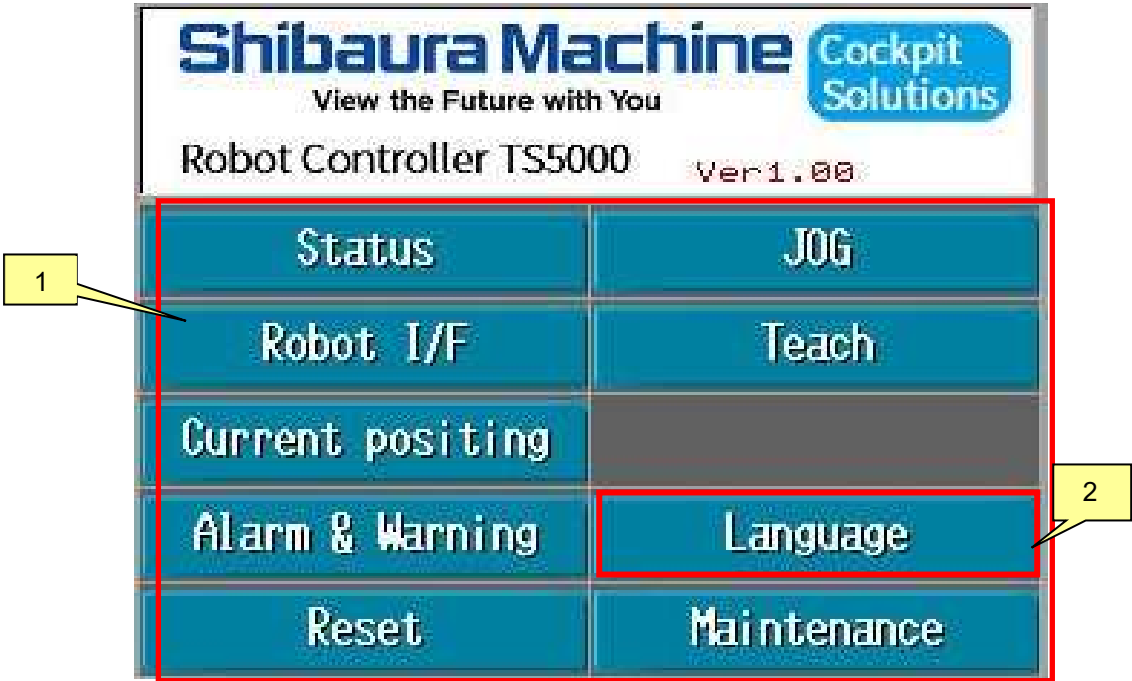 Shibaura Machine
Cockpit
Solutions
View the Future with You
Robot Controller TS5000 Ver1.00
Status JOG
1
Robot I/F Teach
Current positing
2
Alarm & Warning Language
Reset Maintenance